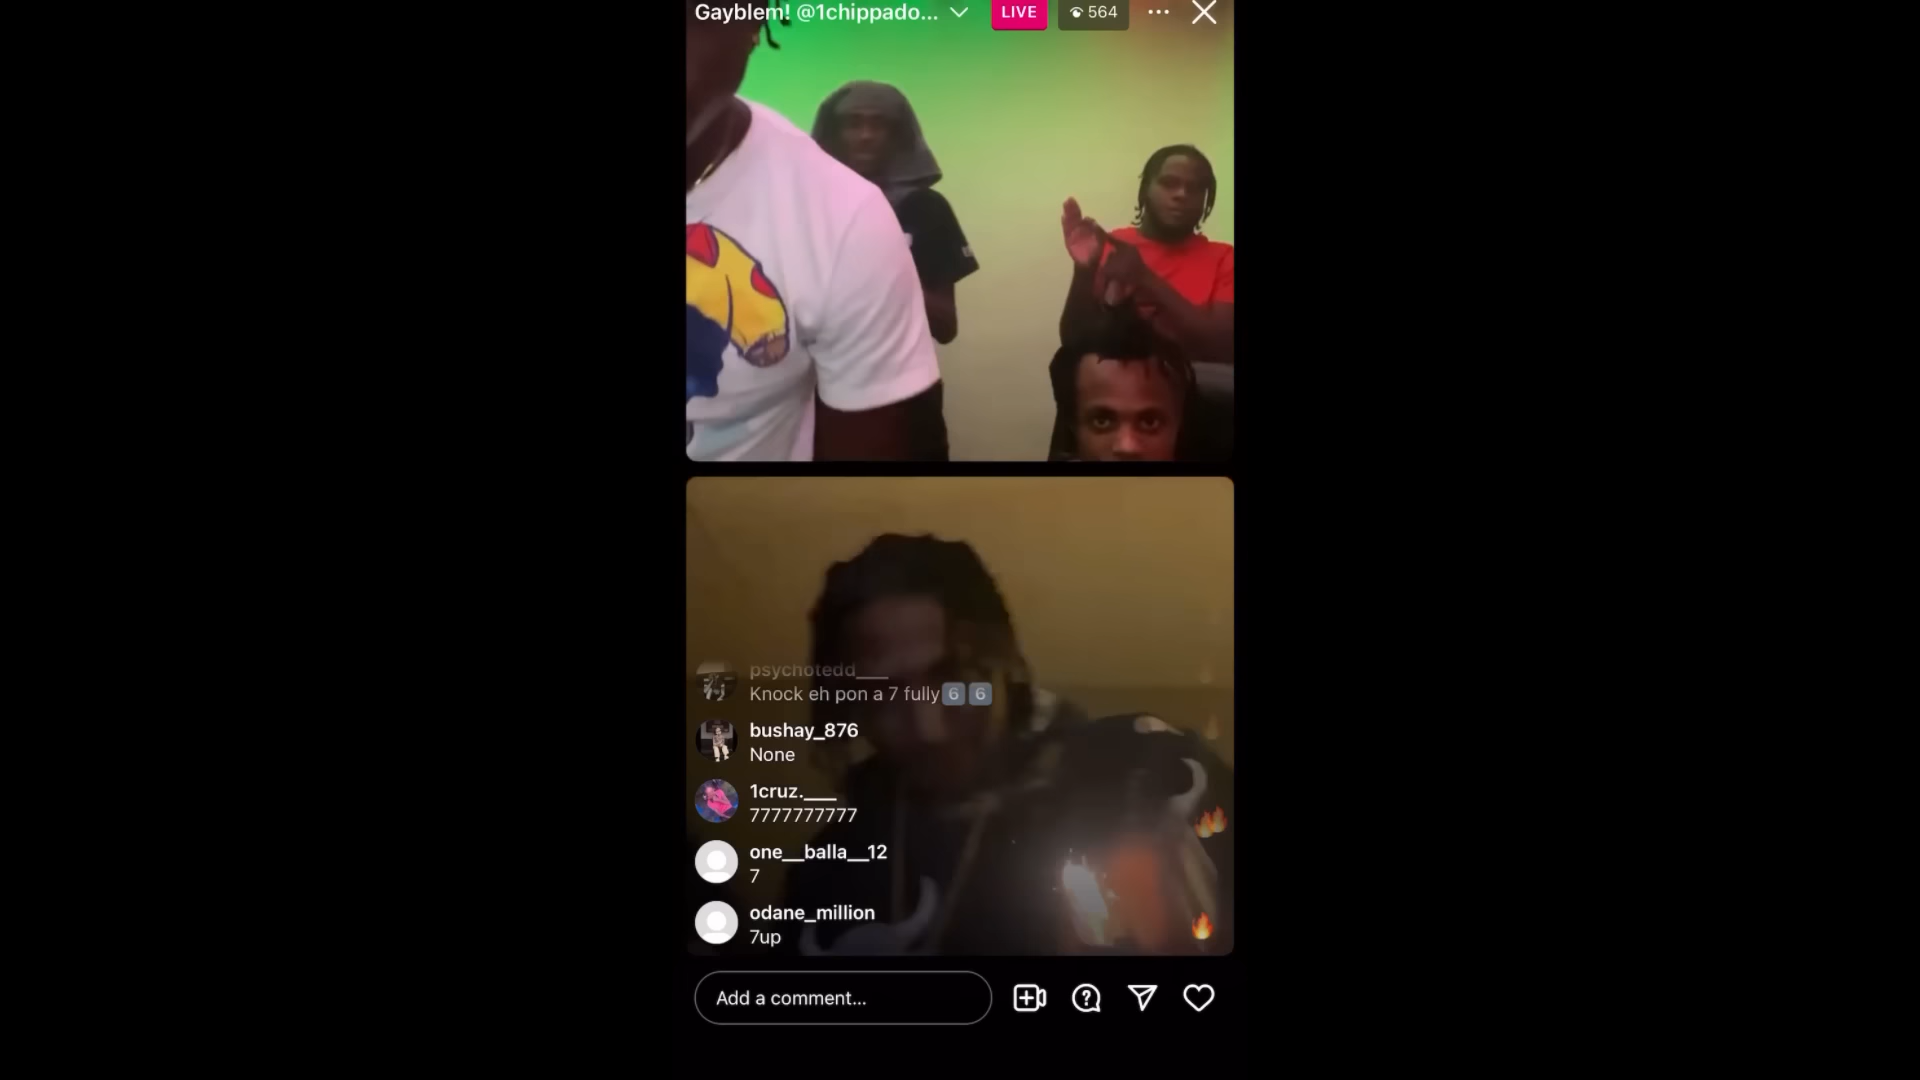 Gayblem! @1chippado...
LIVE
564
psychotedd___
Knock eh pon a 7 fully 6 6
bushay_876
None
1cruz.___
7777777777
one__balla__12
7
odane_million
7up
Add a comment...